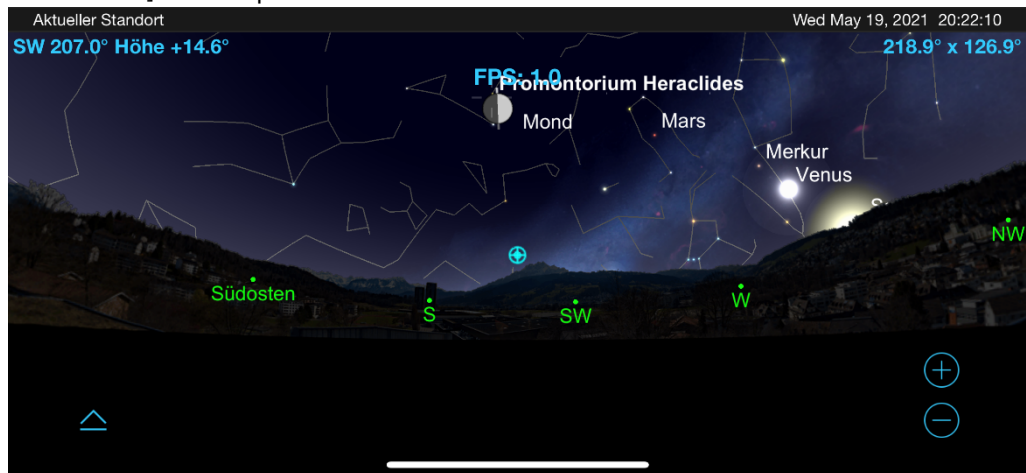 Aktueller Standort
Wed May 19, 2021 20:22:10
SW 207.0° Höhe +14.6°
218.9° x 126.9°
FPS: 1.0
Promontorium Heraclides
Mond
Mars
Merkur
Venus
NW
Südosten
S
SW
W